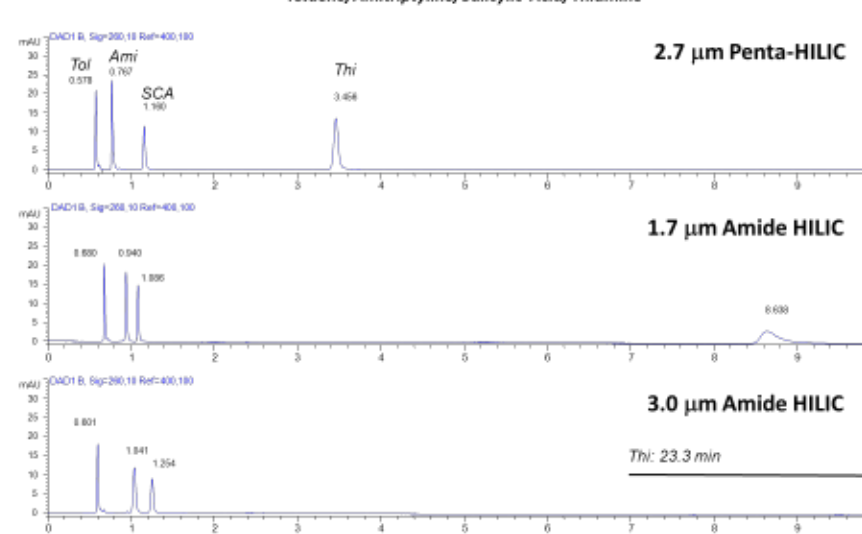 DAD1 B, Sig=260,10 Ref=400,100
mAU
2.7 μm Penta-HILIC
Tol
0.578
Ami
0.767
SCA
1.160
Thi
3.456
30
25
20
15
10
5
0
0 1 2 3 4 5 6 7 8 9
DAD1 B, Sig=260,10 Ref=400,100
mAU
1.7 μm Amide HILIC
0.680 0.940
1.086
8.638
30
25
20
15
10
5
0
0 1 2 3 4 5 6 7 8 9
DAD1 B, Sig=260,10 Ref=400,100
mAU
3.0 μm Amide HILIC
0.601
1.041
1.254
Thi: 23.3 min
30
25
20
15
10
5
0
0 1 2 3 4 5 6 7 8 9